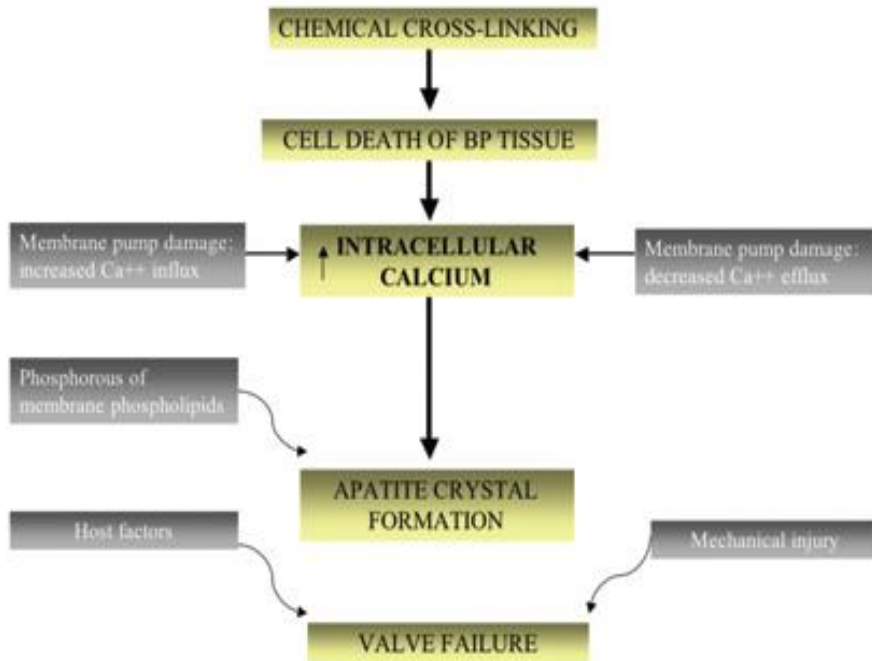 CHEMICAL CROSS-LINKING
CELL DEATH OF BP TISSUE
Membrane pump damage:
increased Ca++ influx
↑ INTRACELLULAR
CALCIUM
Membrane pump damage:
decreased Ca++ efflux
Phosphorous of
membrane phospholipids
APATITE CRYSTAL
FORMATION
Host factors
Mechanical injury
VALVE FAILURE